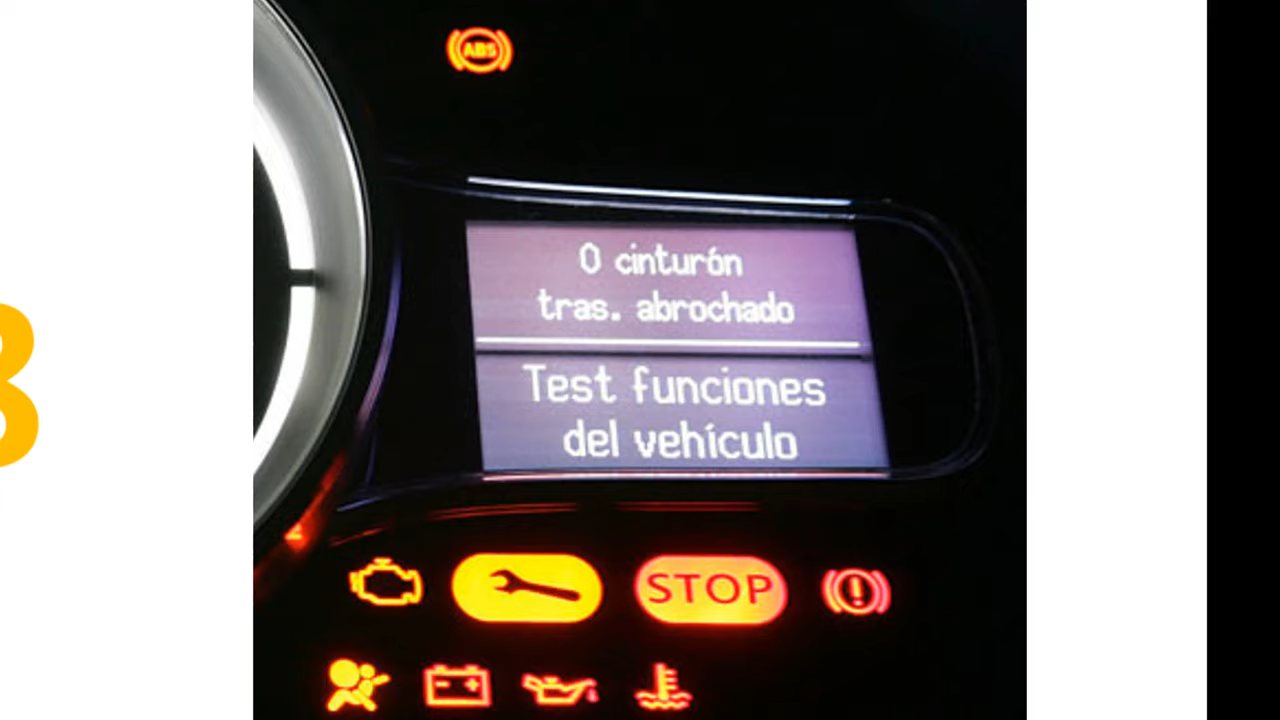 ABS
0 cinturón
tras. abrochado
Test funciones
del vehículo
STOP